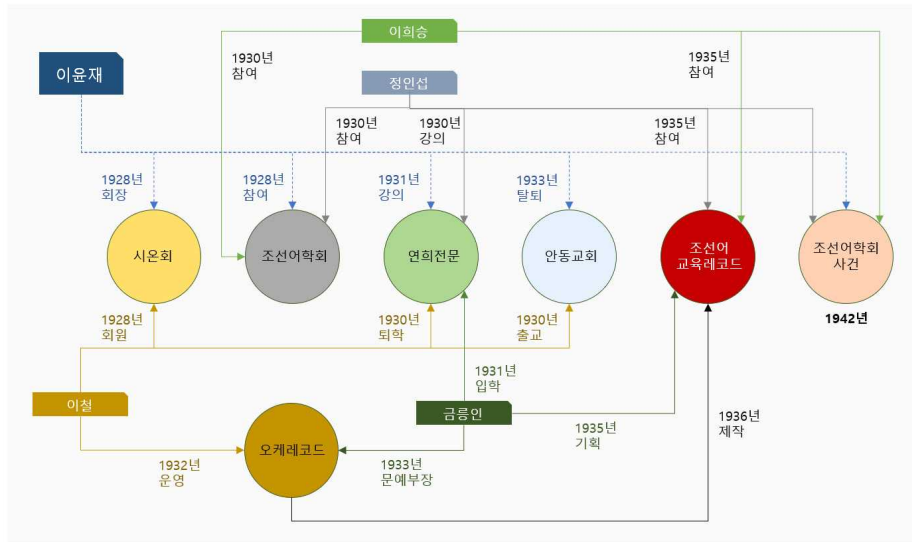 이희승
1930년
참여
1935년
참여
이윤재
정인섭
1930년
참여
1930년
강의
1935년
참여
1928년
회장
1928년
참여
1931년
강의
1933년
탈퇴
시온회
조선어학회
연희전문
안동교회
조선어
교육레코드
조선어학회
사건
1942년
1928년
회원
1930년
퇴학
1930년
출교
1931년
입학
이철
금릉인
1936년
제작
오케레코드
1935년
기획
1932년
운영
1933년
문예부장